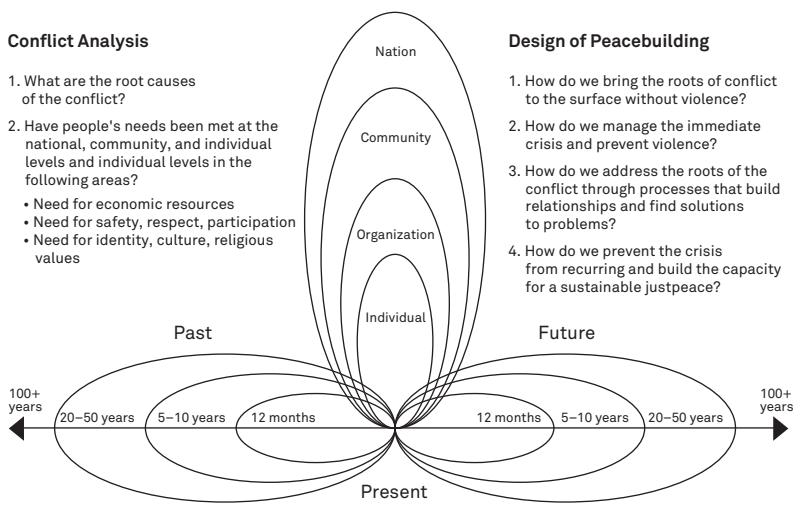 Conflict Analysis
1. What are the root causes
of the conflict?
2. Have people's needs been met at the
national, community, and individual
levels and individual levels in the
following areas?
• Need for economic resources
• Need for safety, respect, participation
• Need for identity, culture, religious
values
Nation
Community
Organization
Individual
Design of Peacebuilding
1. How do we bring the roots of conflict
to the surface without violence?
2. How do we manage the immediate
crisis and prevent violence?
3. How do we address the roots of the
conflict through processes that build
relationships and find solutions
to problems?
4. How do we prevent the crisis
from recurring and build the capacity
for a sustainable justpeace?
Past
Future
100+
years
20–50 years
5–10 years
12 months
12 months
5–10 years
20–50 years
100+
years
Present